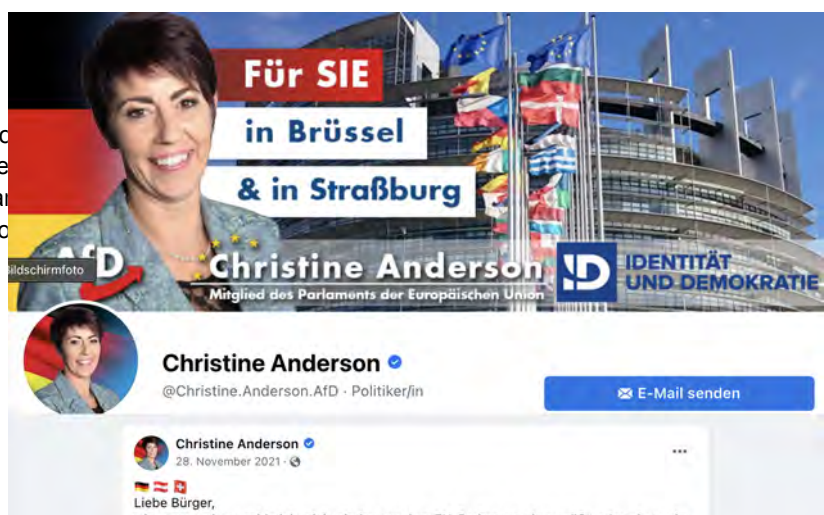 Für SIE
in Brüssel
& in Straßburg
AfD
Bildschirmfoto
Christine Anderson
Mitglied des Parlaments der Europäischen Union
ID IDENTITÄT
UND DEMOKRATIE
Christine Anderson
@Christine.Anderson.AfD · Politiker/in
E-Mail senden
Christine Anderson
28. November 2021 ·
Liebe Bürger,